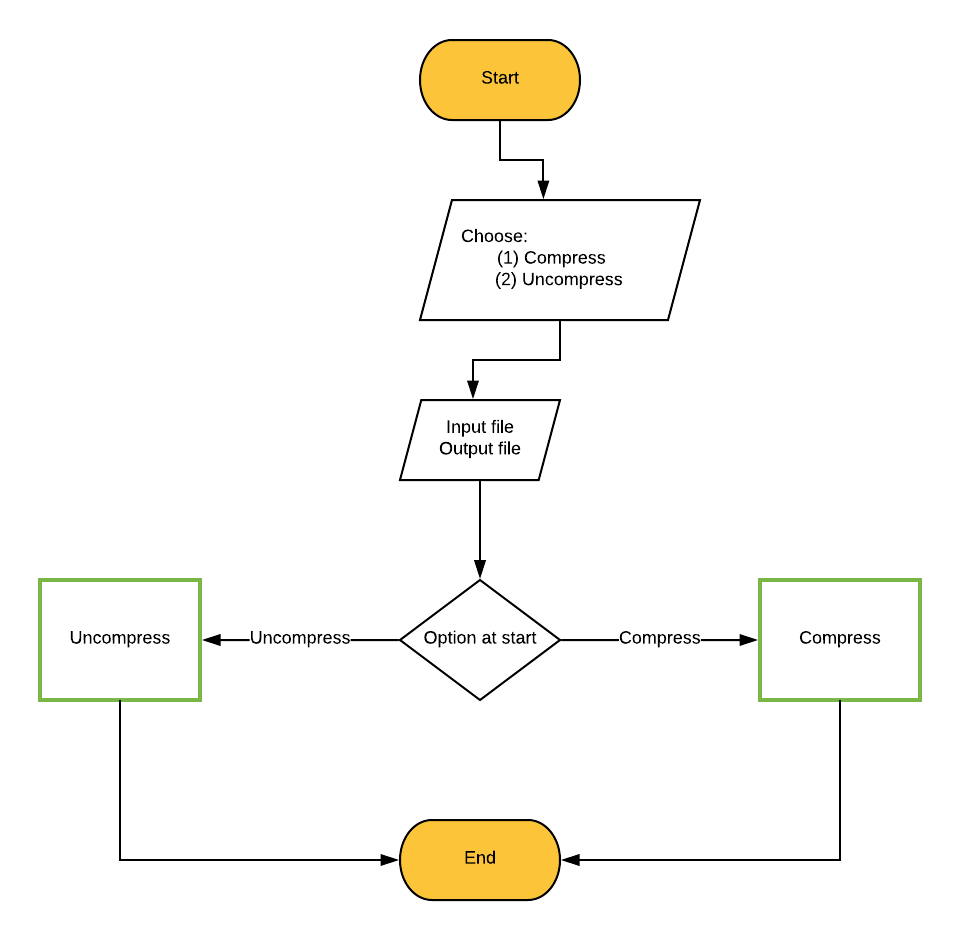 Start
Choose:
(1) Compress
(2) Uncompress
Input file
Output file
Uncompress
Uncompress
Option at start
Compress
Compress
End